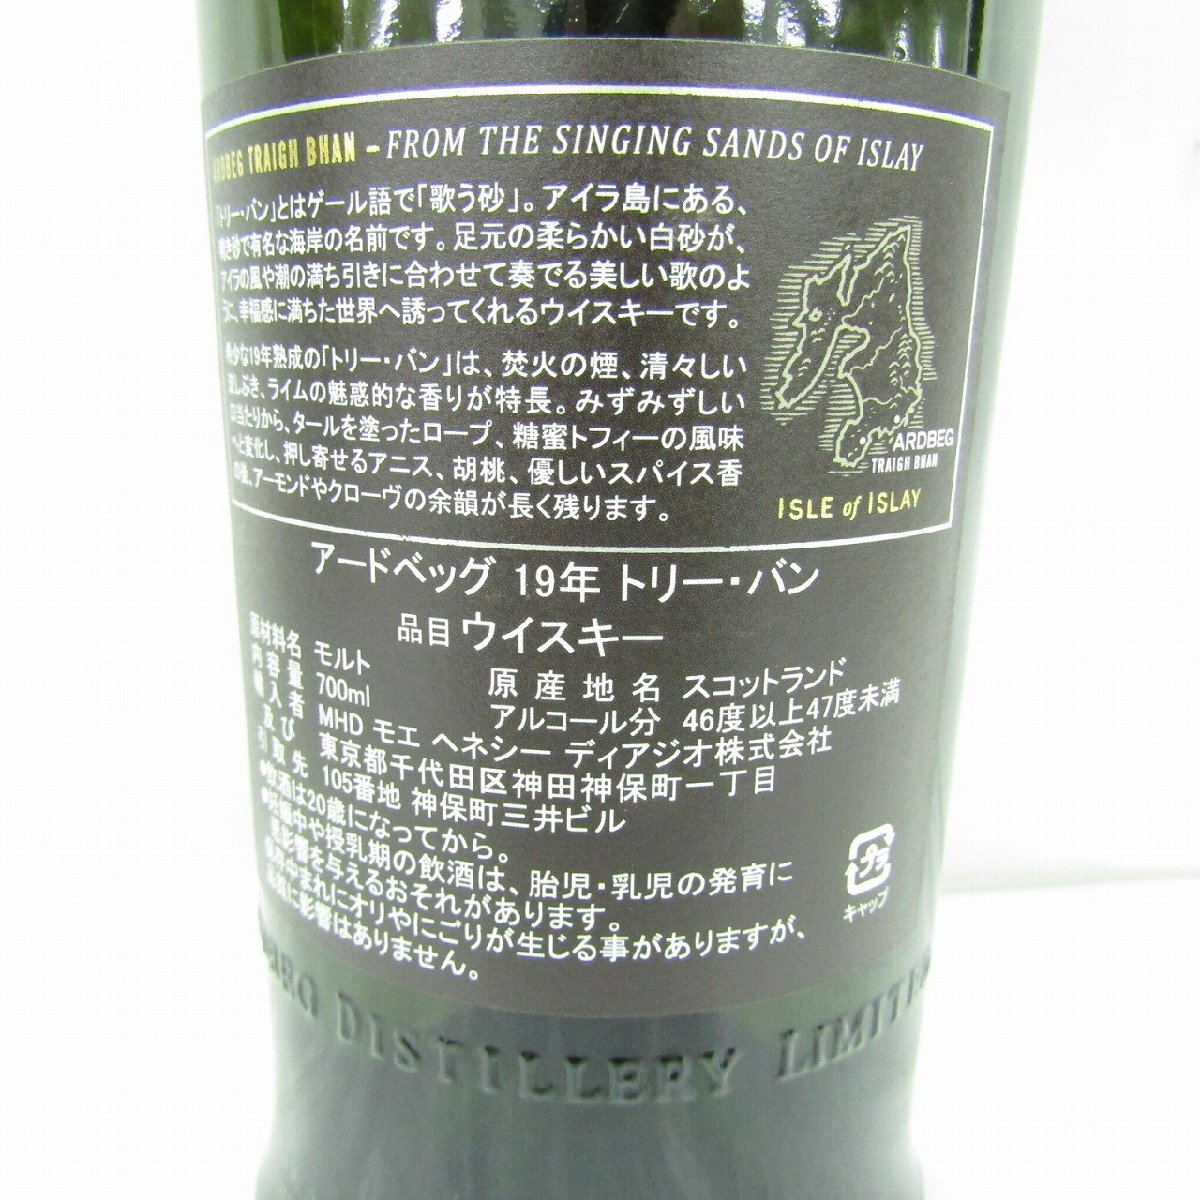 ARDBEG TRAIGH BHAN – FROM THE SINGING SANDS OF ISLAY
「トリー・バン」とはゲール語で「歌う砂」。アイラ島にある、
鳴き砂で有名な海岸の名前です。足元の柔らかい白砂が、
アイラの風や潮の満ち引きに合わせて奏でる美しい歌のよ
うに、幸福感に満ちた世界へ誘ってくれるウイスキーです。
希少な19年熟成の「トリー・バン」は、焚火の煙、清々しい
波しぶき、ライムの魅惑的な香りが特長。みずみずしい
口当たりから、タールを塗ったロープ、糖蜜トフィーの風味
へと変化し、押し寄せるアニス、胡桃、優しいスパイス香
の後、アーモンドやクローヴの余韻が長く残ります。
ARDBEG
TRAIGH BHAN
ISLE of ISLAY
アードベッグ 19年 トリー・バン
品目 ウイスキー
原材料名 モルト 原産地名 スコットランド
内容量 700ml アルコール分 46度以上47度未満
輸入者 MHD モエ ヘネシー ディアジオ株式会社
及び 東京都千代田区神田神保町一丁目
引取先 105番地 神保町三井ビル
●飲酒は20歳になってから。
●妊娠中や授乳期の飲酒は、胎児・乳児の発育に
悪影響を与えるおそれがあります。
保存中まれにオリやにごりが生じる事がありますが、
品質に影響はありません。
プラ
キャップ
DISTILLERY LIMITED